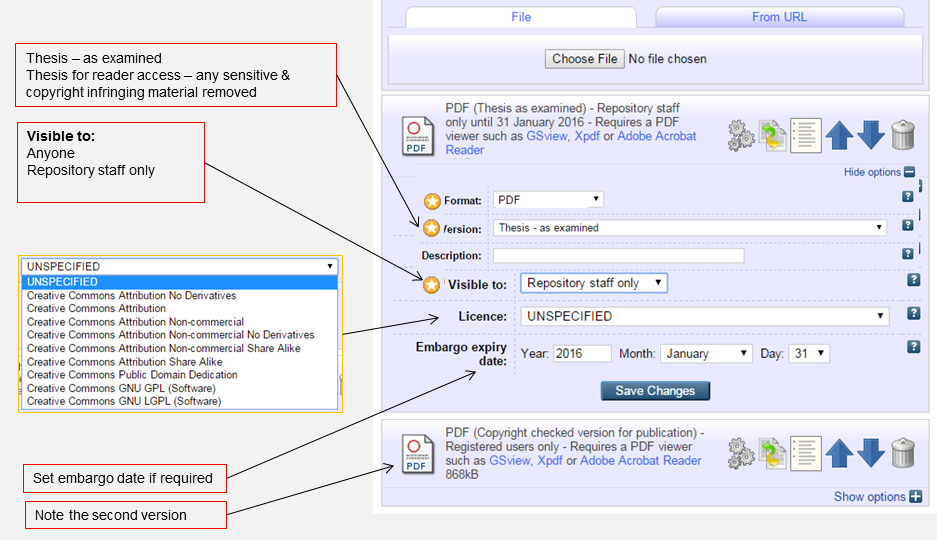 File
From URL
Choose File No file chosen
Thesis – as examined
Thesis for reader access – any sensitive &
copyright infringing material removed
Visible to:
Anyone
Repository staff only
PDF
PDF (Thesis as examined) - Repository staff
only until 31 January 2016 - Requires a PDF
viewer such as GSview, Xpdf or Adobe Acrobat
Reader
Hide options
Format: PDF
Version: Thesis - as examined
Description:
Visible to: Repository staff only
Licence: UNSPECIFIED
Embargo expiry
date:
Year: 2016 Month: January Day: 31
Save Changes
UNSPECIFIED
UNSPECIFIED
Creative Commons Attribution No Derivatives
Creative Commons Attribution
Creative Commons Attribution Non-commercial
Creative Commons Attribution Non-commercial No Derivatives
Creative Commons Attribution Non-commercial Share Alike
Creative Commons Attribution Share Alike
Creative Commons Public Domain Dedication
Creative Commons GNU GPL (Software)
Creative Commons GNU LGPL (Software)
Set embargo date if required
Note the second version
PDF
PDF (Copyright checked version for publication) -
Registered users only - Requires a PDF viewer
such as GSview, Xpdf or Adobe Acrobat Reader
868kB
Show options